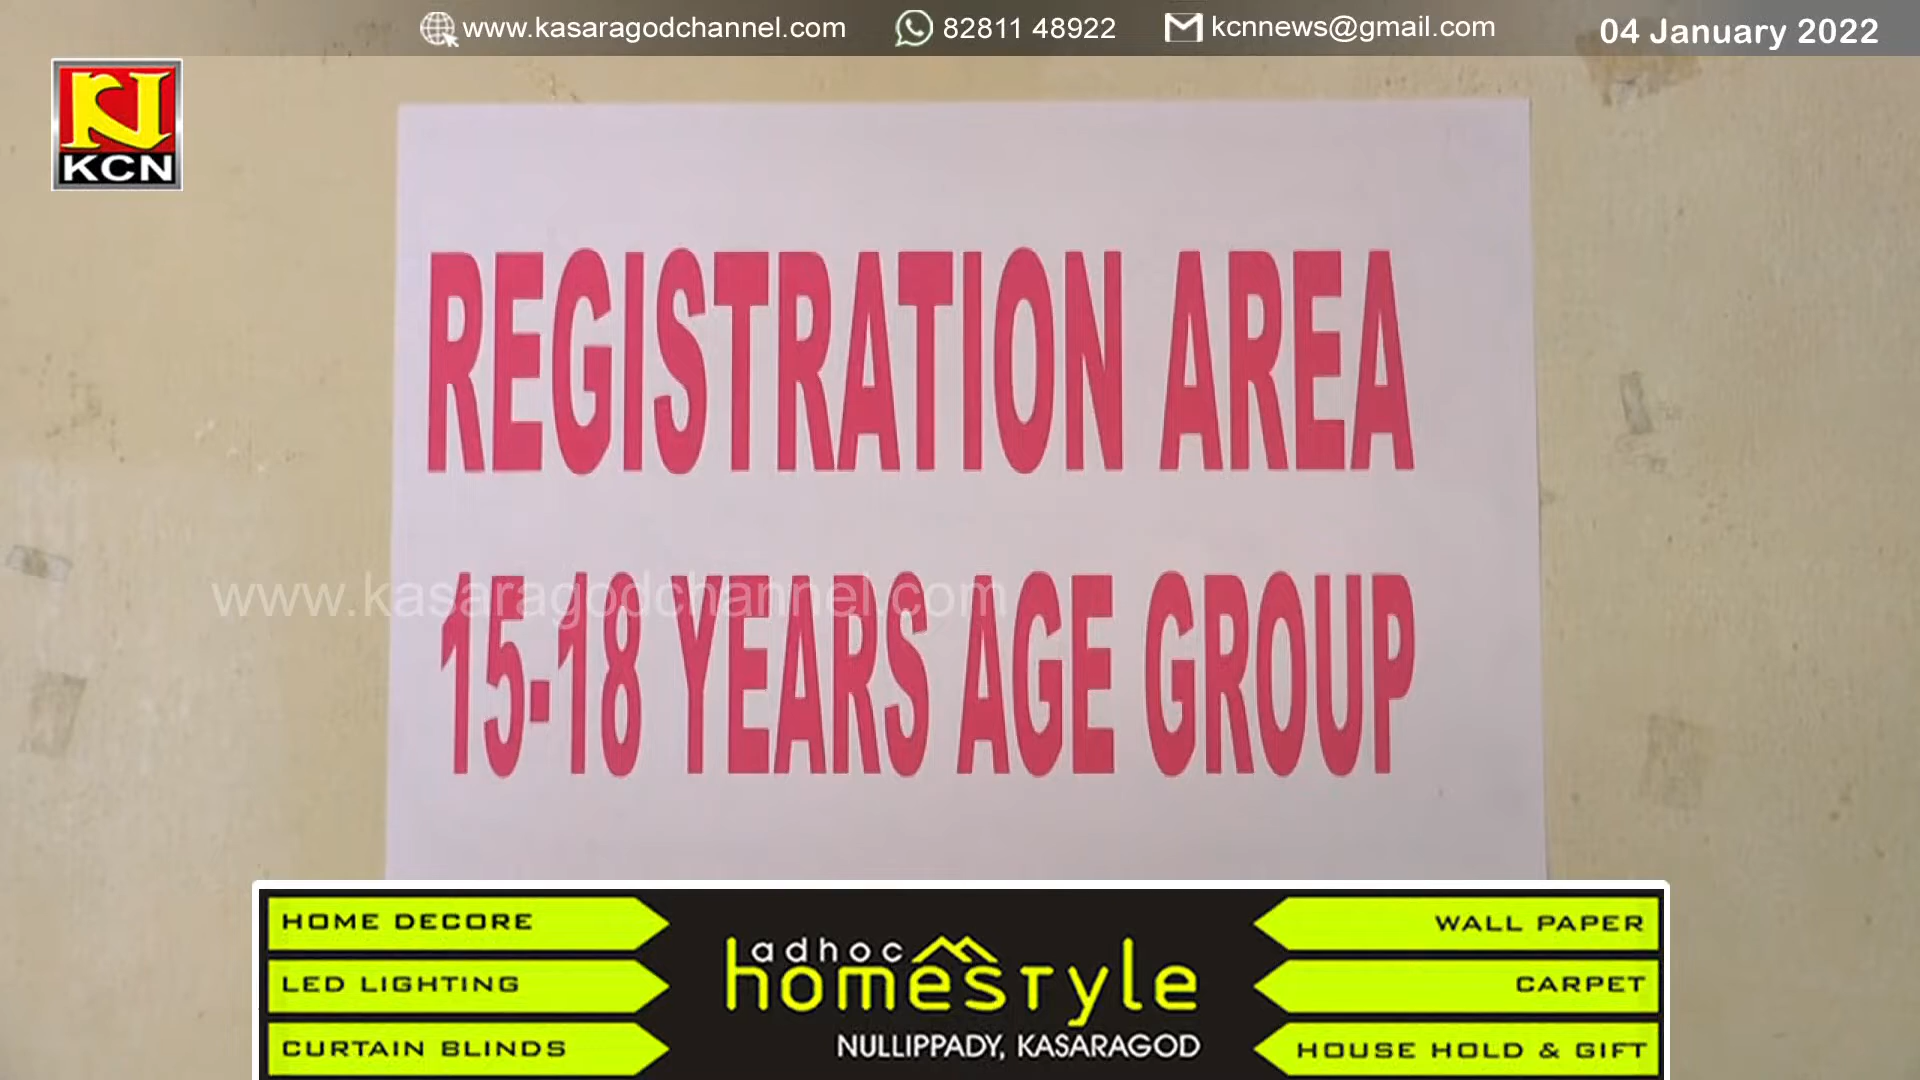 www.kasaragodchannel.com 82811 48922 kcnnews@gmail.com 04 January 2022
KCN
REGISTRATION AREA
www.kasaragodchannel.com
15-18 YEARS AGE GROUP
HOME DECORE
LED LIGHTING
CURTAIN BLINDS
adhoc
homestyle
NULLIPPADY, KASARAGOD
WALL PAPER
CARPET
HOUSE HOLD & GIFT